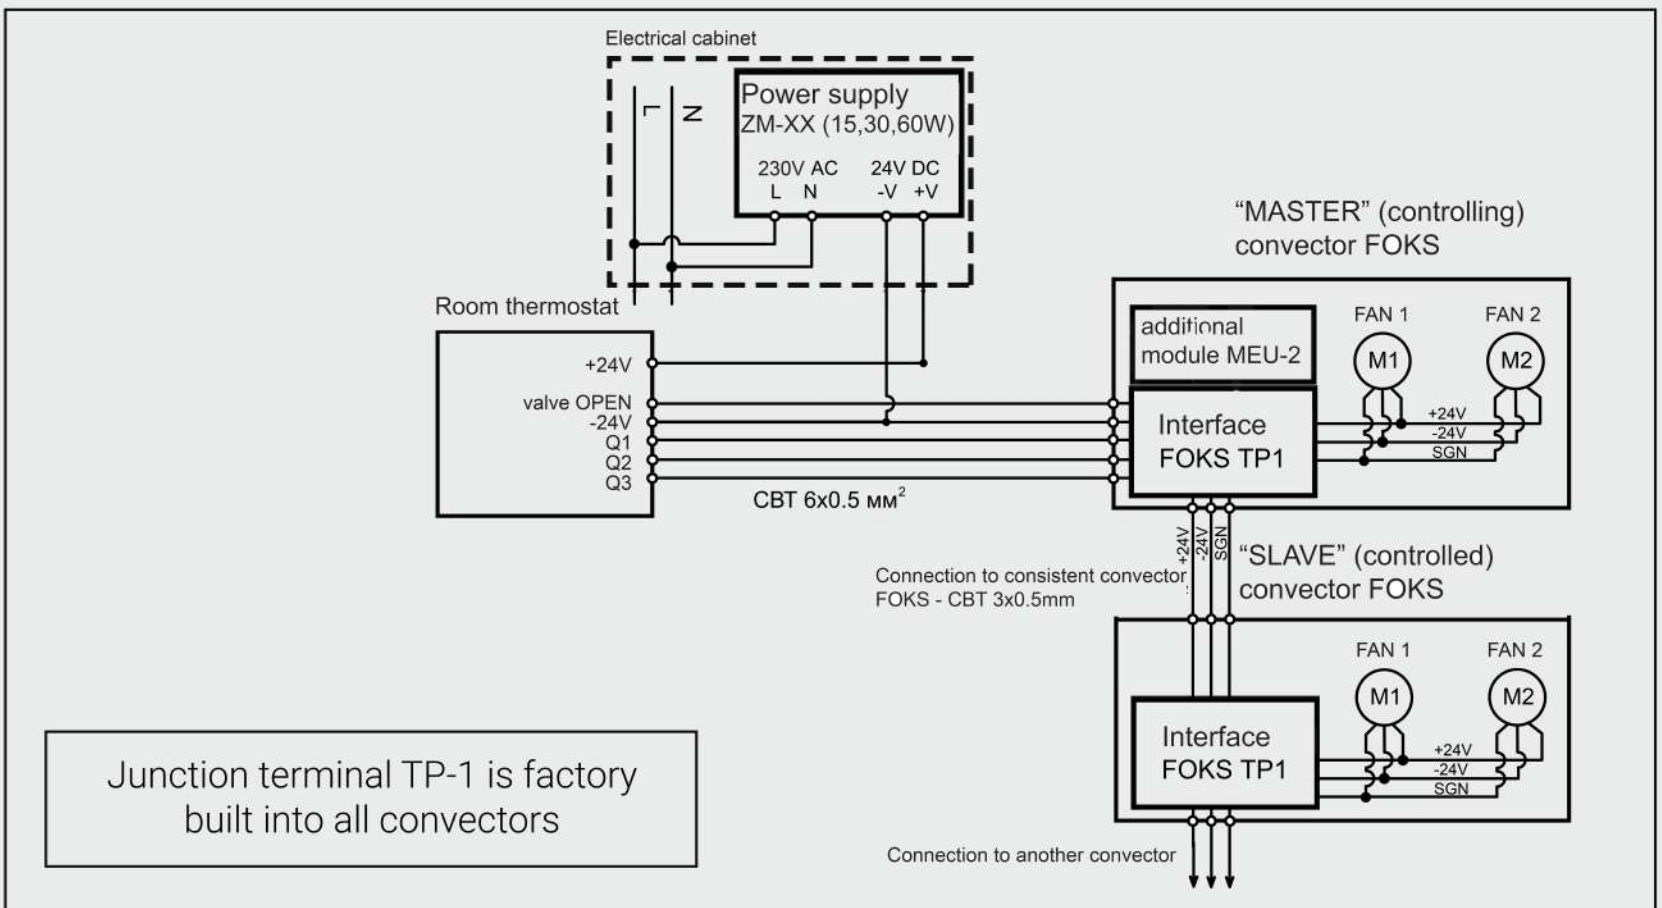 Electrical cabinet
L
N
Power supply
ZM-XX (15,30,60W)
230V AC
24V DC
L
N
-V
+V
Room thermostat
+24V
valve OPEN
-24V
Q1
Q2
Q3
CBT 6x0.5 мм²
"MASTER" (controlling)
convector FOKS
additional
module MEU-2
Interface
FOKS TP1
FAN 1
FAN 2
M1
M2
+24V
-24V
SGN
+24V
-24V
SGN
Connection to consistent convector
FOKS - CBT 3x0.5mm
“SLAVE” (controlled)
convector FOKS
Interface
FOKS TP1
FAN 1
FAN 2
M1
M2
+24V
-24V
SGN
Connection to another convector
Junction terminal TP-1 is factory
built into all convectors